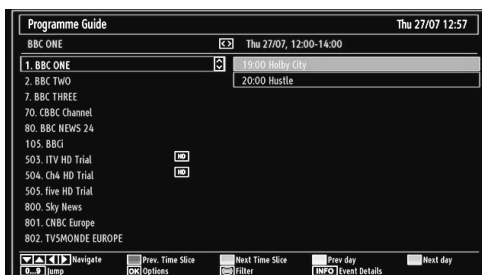 Programme Guide Thu 27/07 12:57
BBC ONE Thu 27/07, 12:00-14:00
1. BBC ONE 19:00 Holby City
2. BBC TWO 20:00 Hustle
7. BBC THREE
70. CBBC Channel
80. BBC NEWS 24
105. BBCi
503. ITV HD Trial HD
504. Ch4 HD Trial HD
505. five HD Trial
800. Sky News
801. CNBC Europe
802. TV5MONDE EUROPE
Navigate Prev. Time Slice Next Time Slice Prev day Next day
0...9 Jump OK Options Filter INFO Event Details